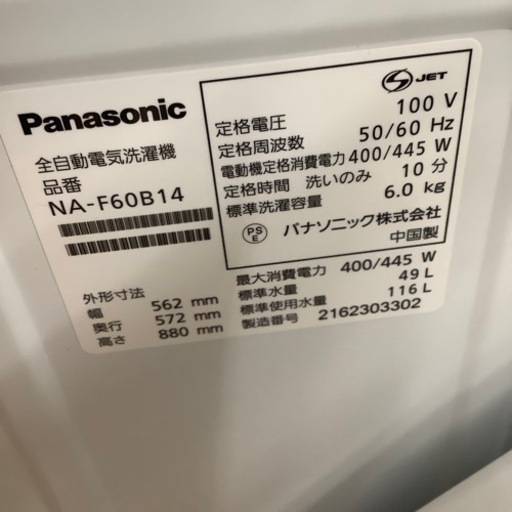 Panasonic
全自動電気洗濯機
品番
NA-F60B14
外形寸法
幅 562 mm
奥行 572 mm
高さ 880 mm
JET
定格電圧 100 V
定格周波数 50/60 Hz
電動機定格消費電力 400/445 W
定格時間 洗いのみ 10 分
標準洗濯容量 6.0 kg
PSE パナソニック株式会社
中国製
最大消費電力 400/445 W
標準水量 49 L
標準使用水量 116 L
製造番号 2162303302